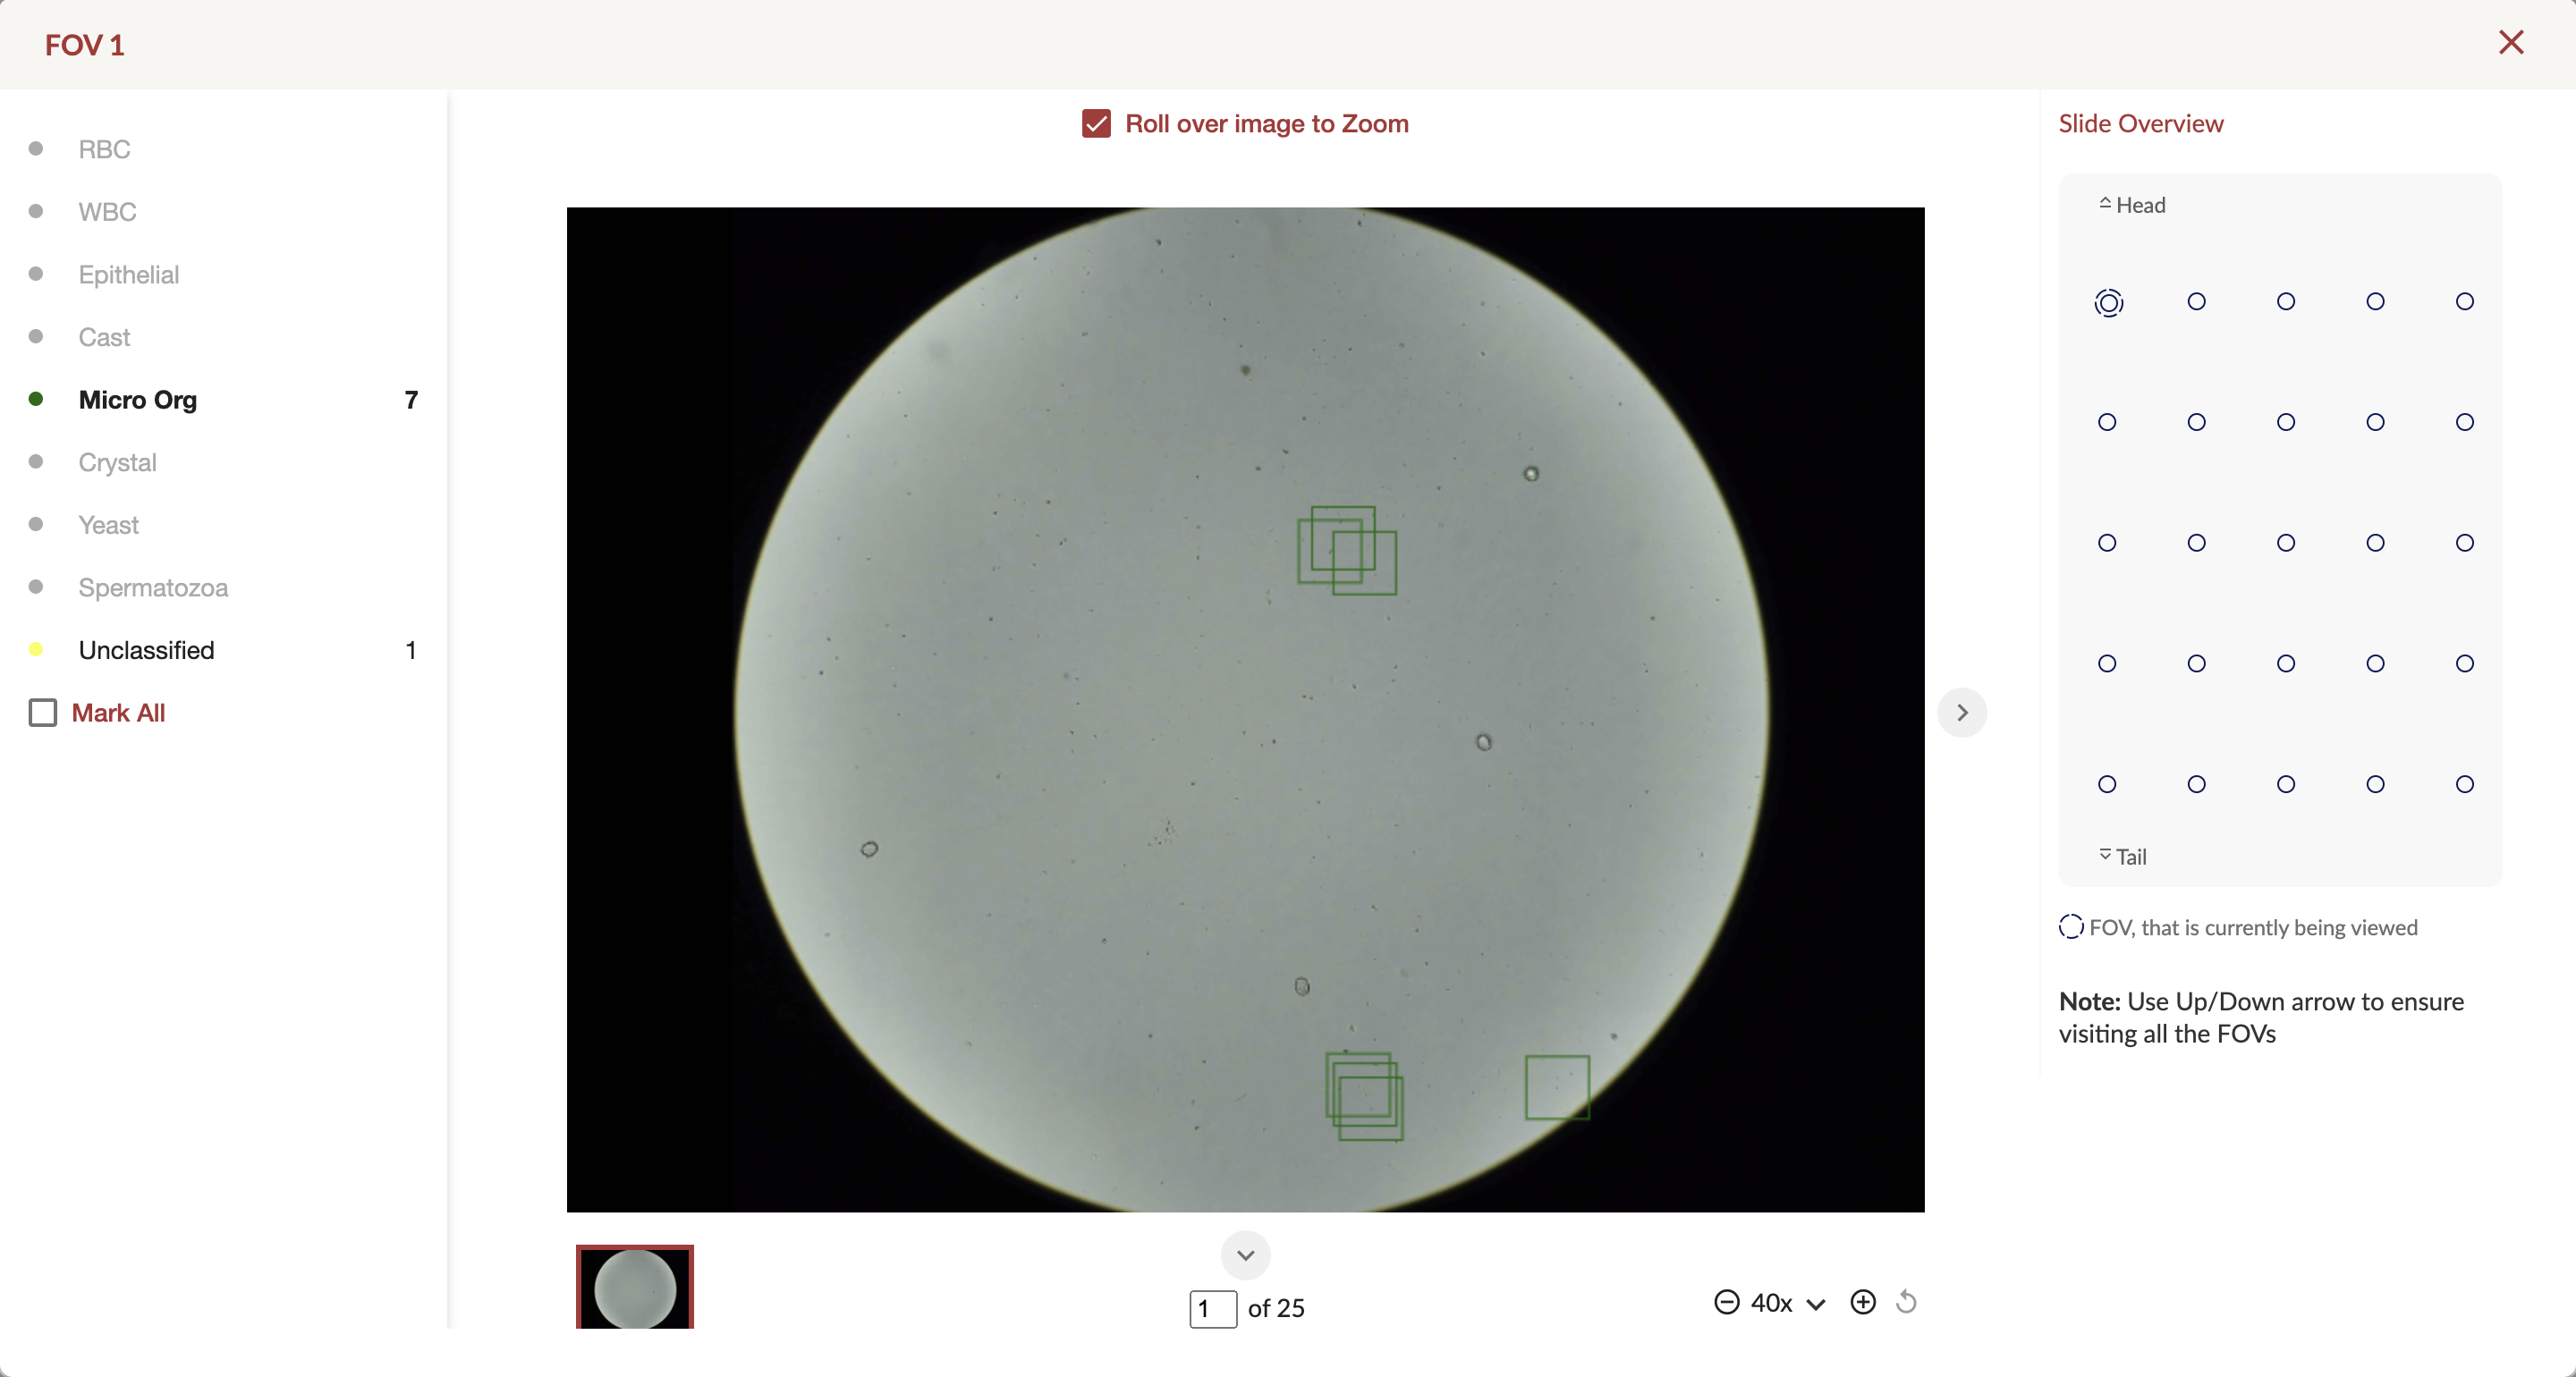 FOV 1
Roll over image to Zoom
Slide Overview
RBC
WBC
Epithelial
Cast
Micro Org 7
Crystal
Yeast
Spermatozoa
Unclassified 1
Mark All
Head
Tail
FOV, that is currently being viewed
Note: Use Up/Down arrow to ensure
visiting all the FOVs
1 of 25
40x